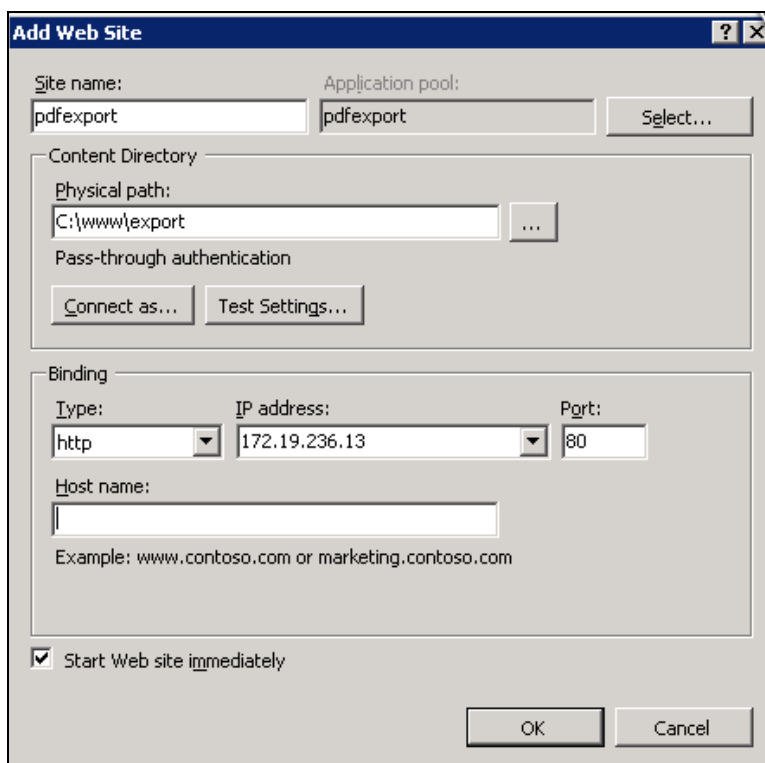 Add Web Site
Site name: Application pool:
pdfexport pdfexport Select...
Content Directory
Physical path:
C:\www\export ...
Pass-through authentication
Connect as... Test Settings...
Binding
Type: IP address: Port:
http 172.19.236.13 80
Host name:
Example: www.contoso.com or marketing.contoso.com
Start Web site immediately
OK Cancel